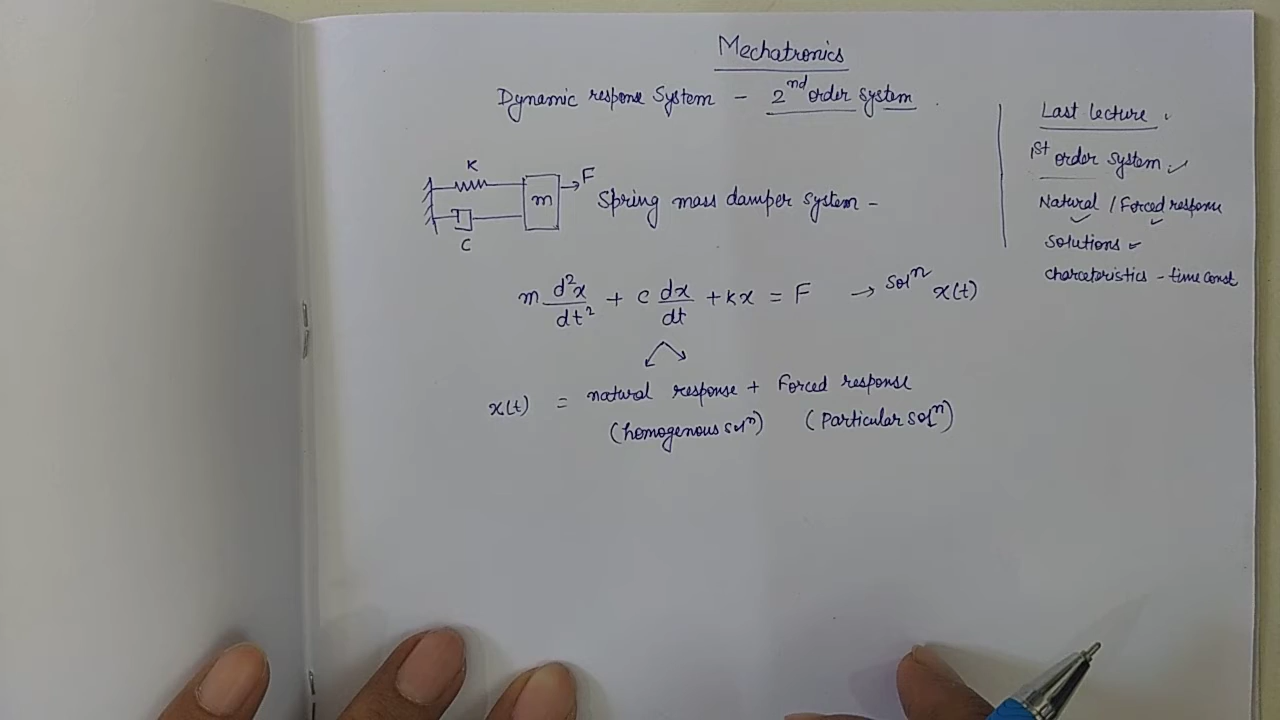 Mechatronics
Dynamic response System - 2nd order system
K
m
F
C
Spring mass damper system -
m d²x/dt² + c dx/dt + kx = F → solⁿ x(t)
x(t) = natural response + Forced response
(homogenous solⁿ) (Particular solⁿ)
Last lecture
1st order system ✓
Natural / Forced response
Solutions ✓
charceteristics - time const